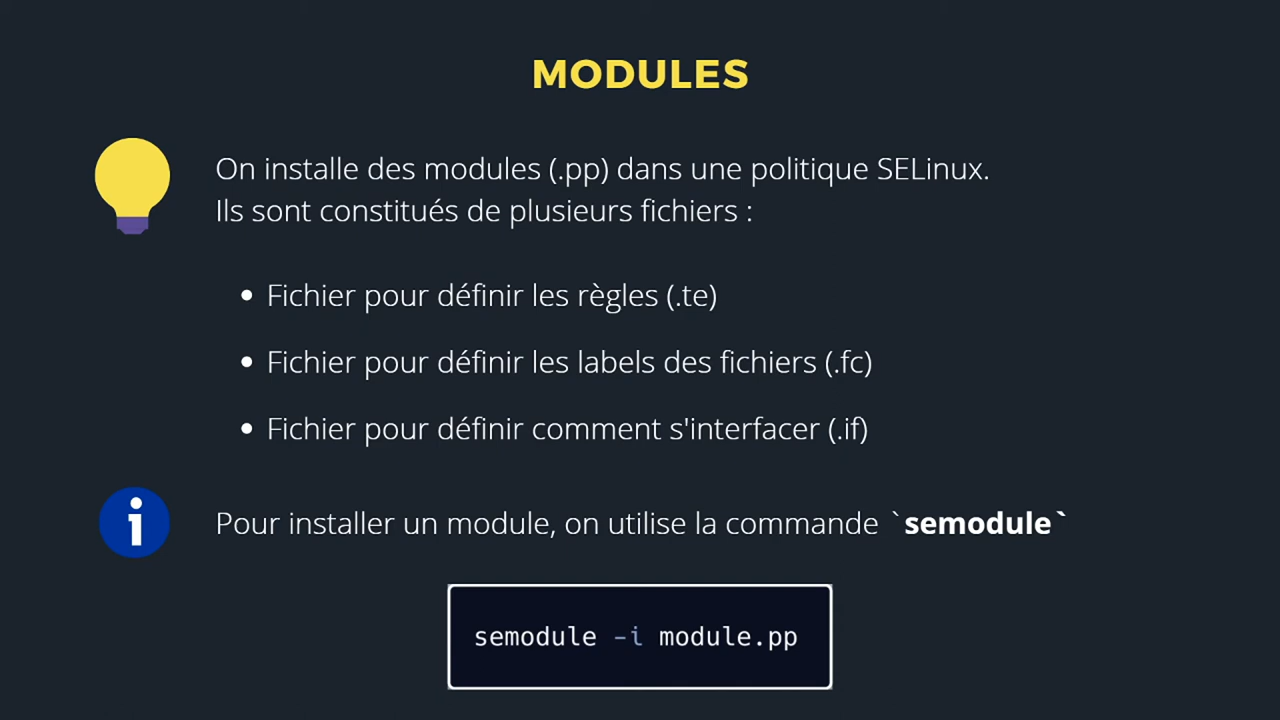 MODULES
On installe des modules (.pp) dans une politique SELinux.
Ils sont constitués de plusieurs fichiers :
• Fichier pour définir les règles (.te)
• Fichier pour définir les labels des fichiers (.fc)
• Fichier pour définir comment s'interfacer (.if)
Pour installer un module, on utilise la commande `semodule`
semodule -i module.pp